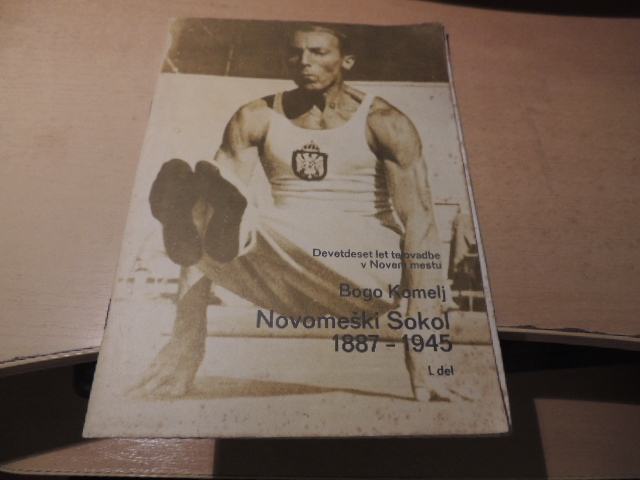 Devetdeset let telovadbe
v Novem mestu
Bogo Komelj
Novomeški Sokol
1887 - 1945
I. del